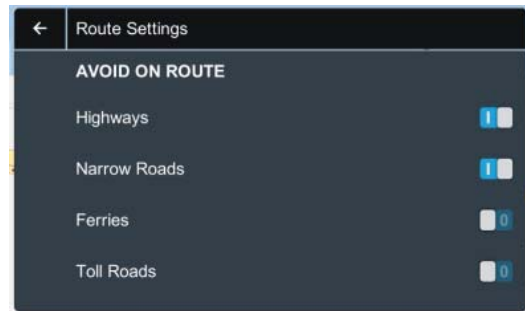 Route Settings
AVOID ON ROUTE
Highways I
Narrow Roads I
Ferries 0
Toll Roads 0